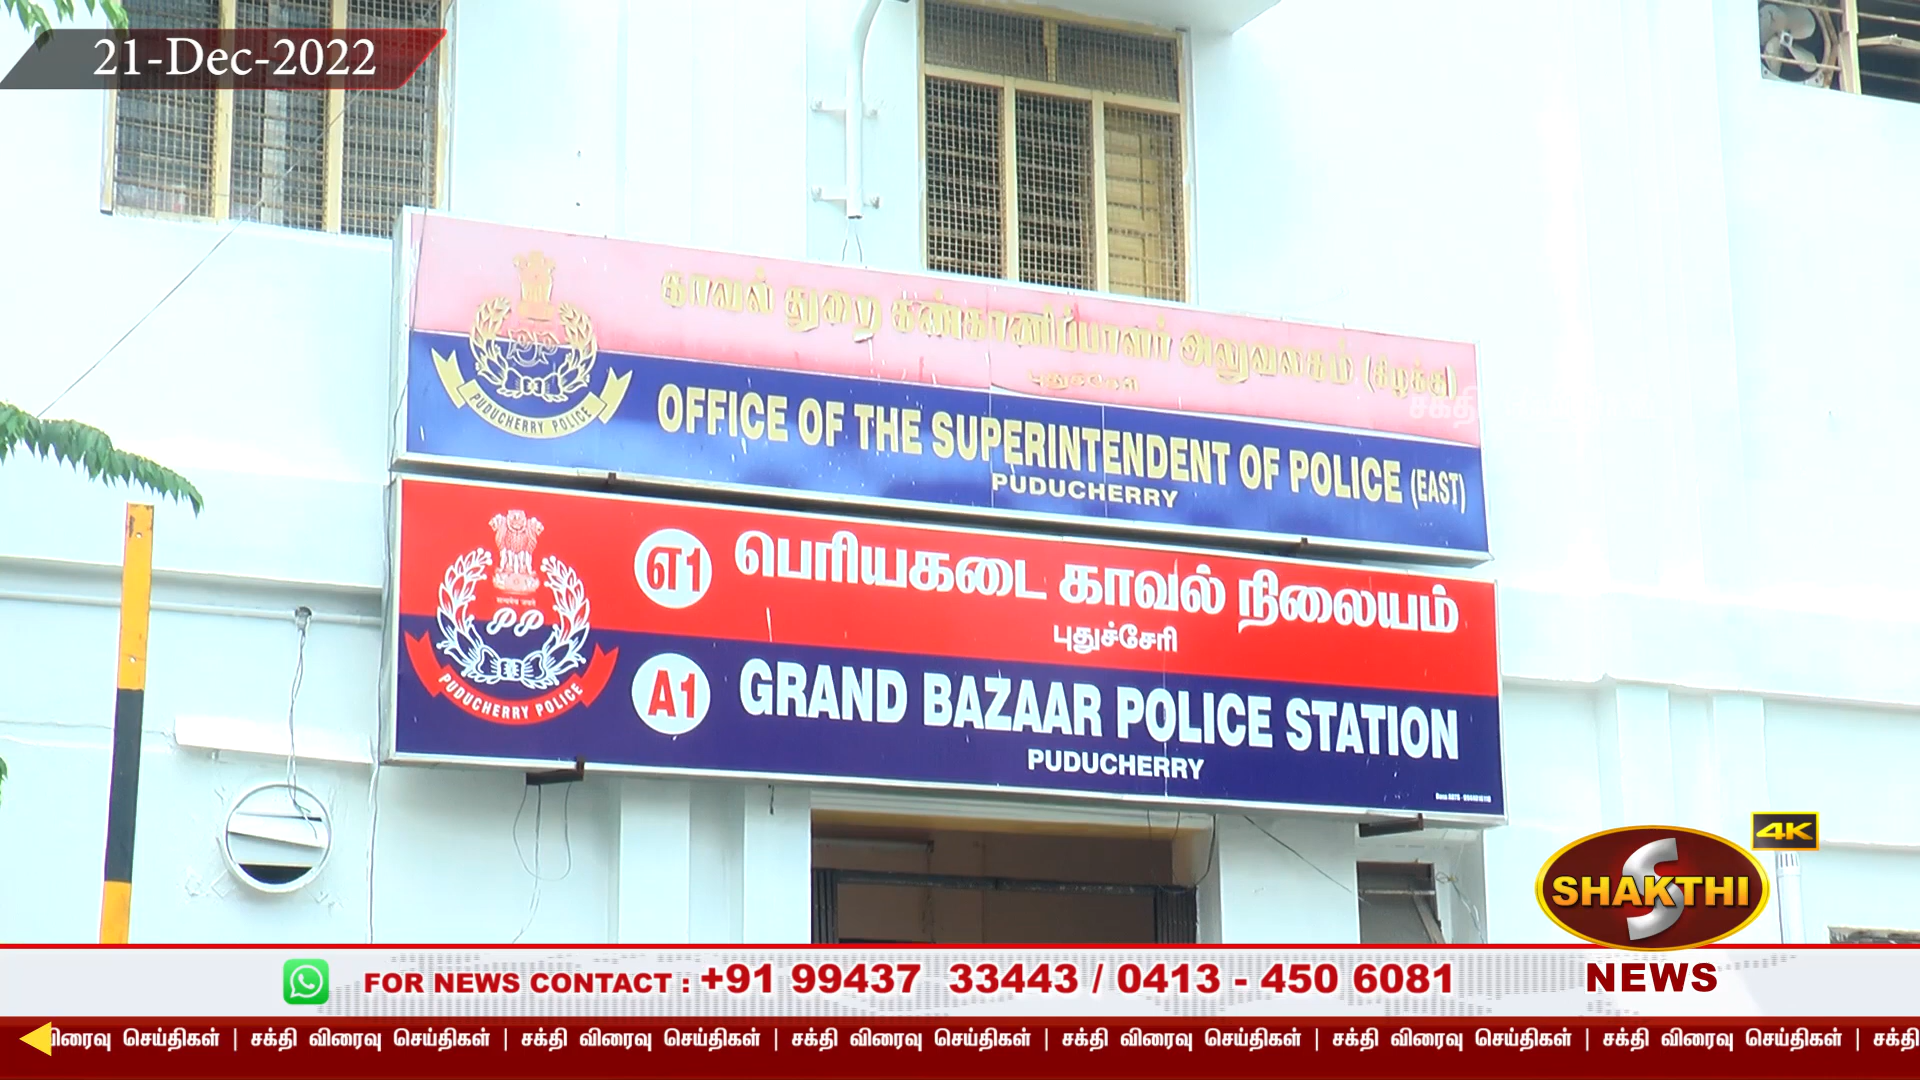 21-Dec-2022
காவல் துறை கண்காணிப்பாளர் அலுவலகம் (கிழக்கு)
புதுச்சேரி
PUDUCHERRY POLICE
OFFICE OF THE SUPERINTENDENT OF POLICE (EAST)
PUDUCHERRY
சக்தி
எ1 பெரியகடை காவல் நிலையம்
புதுச்சேரி
PP
PUDUCHERRY POLICE
A1 GRAND BAZAAR POLICE STATION
PUDUCHERRY
4K
S
SHAKTHI
NEWS
FOR NEWS CONTACT : +91 99437 33443 / 0413 - 450 6081
விரைவு செய்திகள் | சக்தி விரைவு செய்திகள் | சக்தி விரைவு செய்திகள் | சக்தி விரைவு செய்திகள் | சக்தி விரைவு செய்திகள் | சக்தி விரைவு செய்திகள் | சக்தி விரைவு செய்திகள் | சக்தி